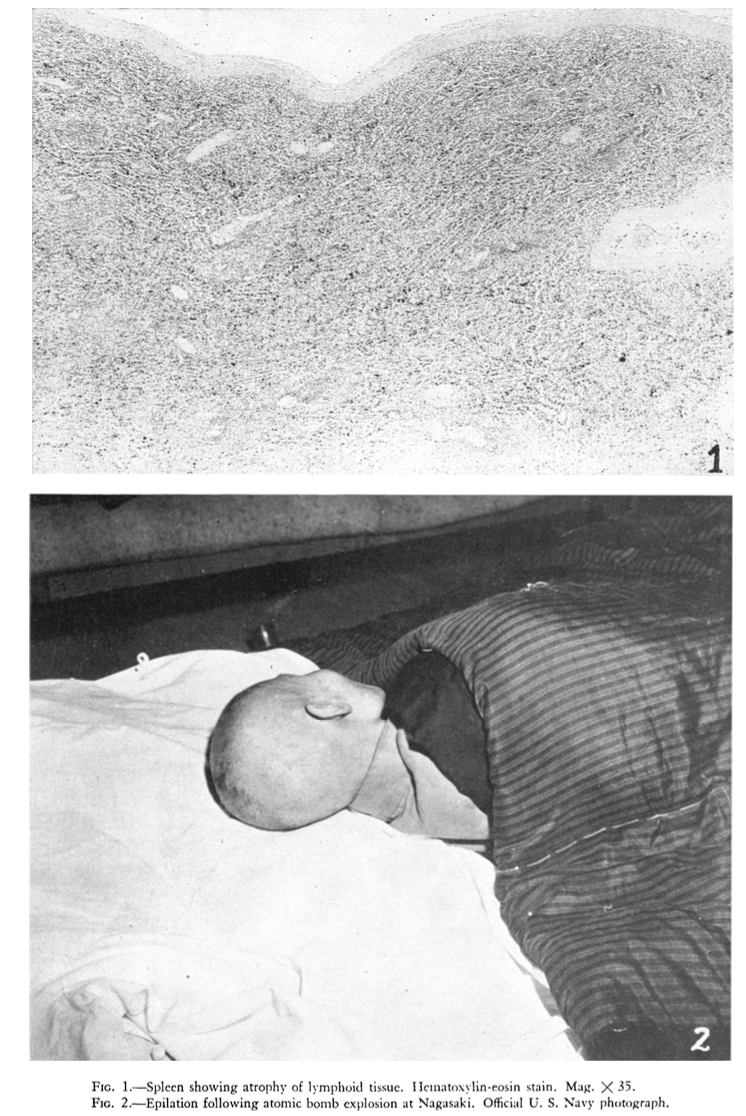 1
2
FIG. 1.—Spleen showing atrophy of lymphoid tissue. Hematoxylin-eosin stain. Mag. × 35.
FIG. 2.—Epilation following atomic bomb explosion at Nagasaki. Official U. S. Navy photograph.